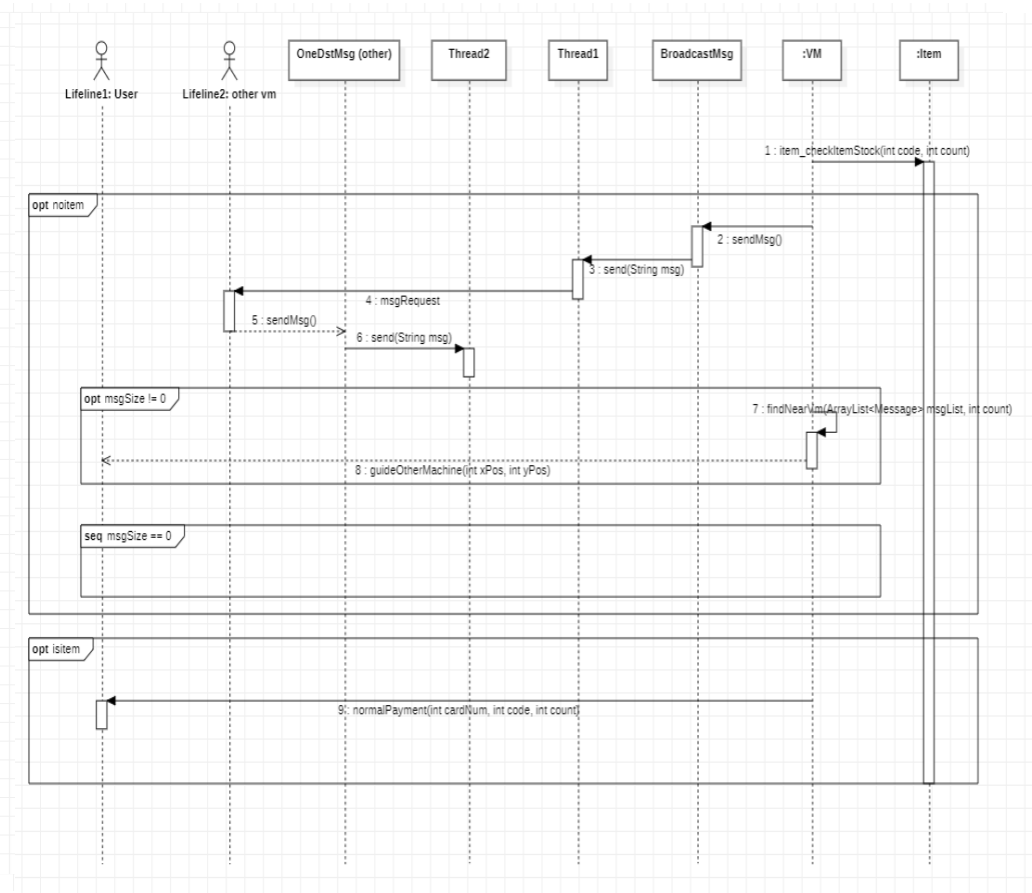 OneDstMsg (other)
Thread2
Thread1
BroadcastMsg
:VM
:Item
Lifeline1: User
Lifeline2: other vm
1 : item_checkItemStock(int code, int count)
opt noitem
2 : sendMsg()
3 : send(String msg)
4 : msgRequest
5 : sendMsg()
6 : send(String msg)
opt msgSize != 0
7 : findNearVm(ArrayList<Message> msgList, int count)
8 : guideOtherMachine(int xPos, int yPos)
seq msgSize == 0
opt isitem
9 : normalPayment(int cardNum, int code, int count)